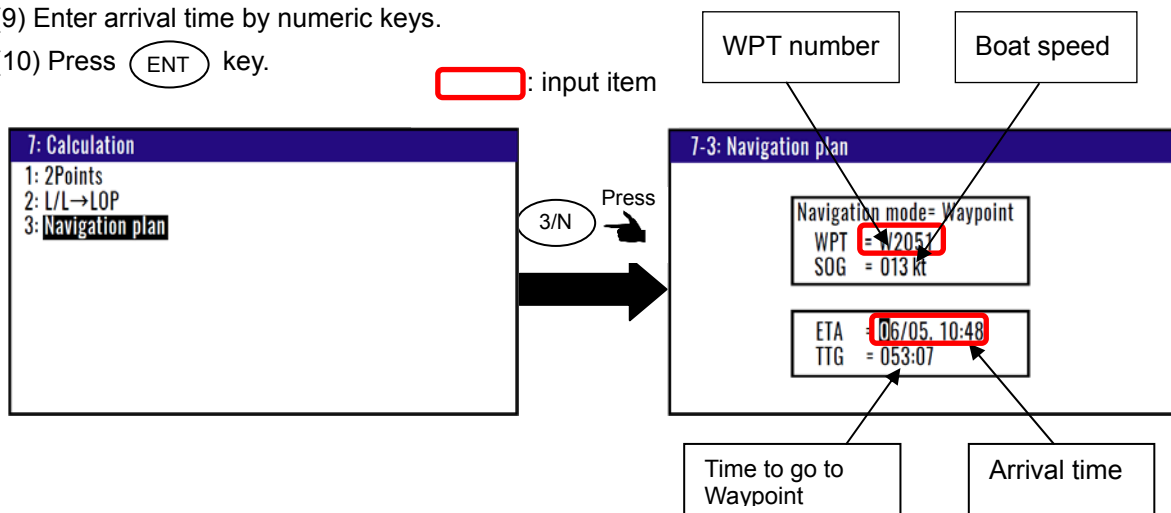 (9) Enter arrival time by numeric keys.
(10) Press ENT key.
: input item
WPT number
Boat speed
7: Calculation
1: 2Points
2: L/L→LOP
3: Navigation plan
3/N
Press
7-3: Navigation plan
Navigation mode= Waypoint
WPT = W2051
SOG = 013 kt
ETA = 06/05. 10:48
TTG = 053:07
Time to go to
Waypoint
Arrival time